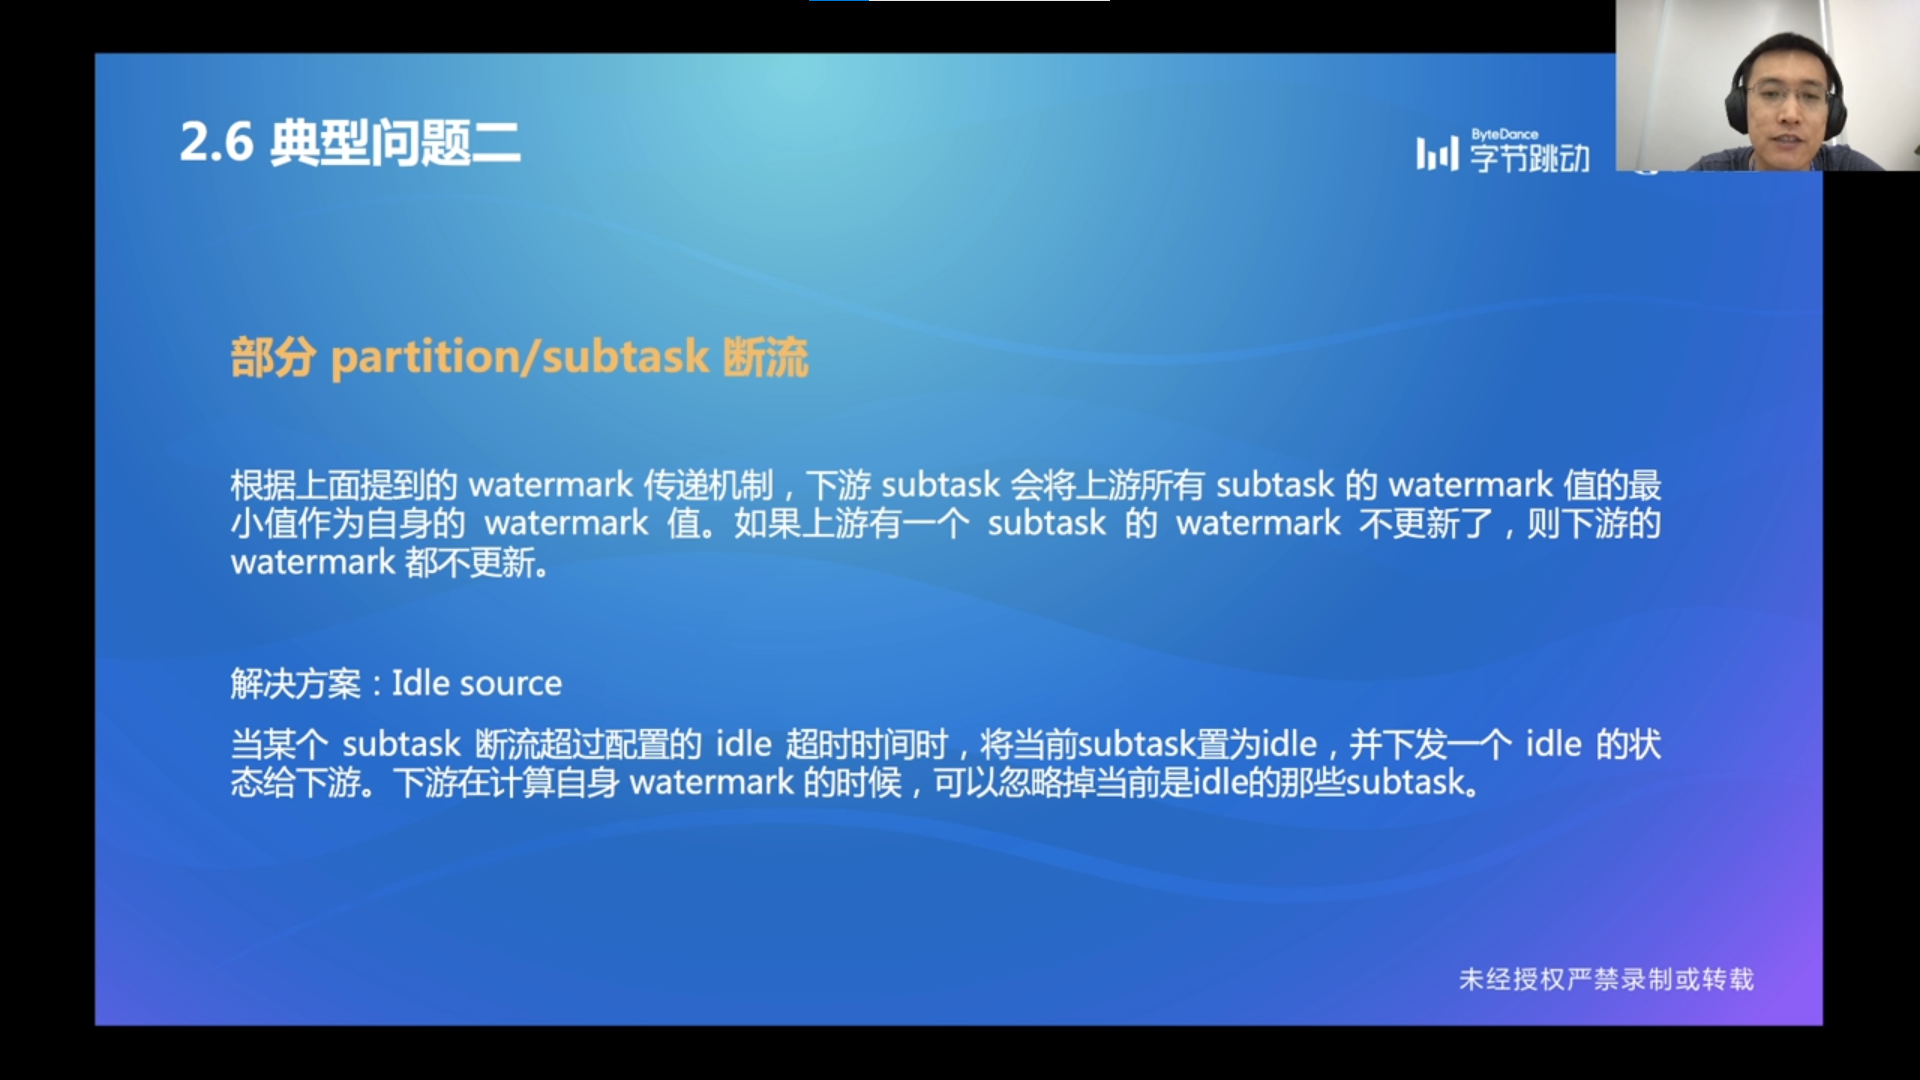 2.6 典型问题二
ByteDance
字节跳动
部分 partition/subtask 断流
根据上面提到的 watermark 传递机制，下游 subtask 会将上游所有 subtask 的 watermark 值的最
小值作为自身的 watermark 值。如果上游有一个 subtask 的 watermark 不更新了，则下游的
watermark 都不更新。
解决方案：Idle source
当某个 subtask 断流超过配置的 idle 超时时间时，将当前subtask置为idle，并下发一个 idle 的状
态给下游。下游在计算自身 watermark 的时候，可以忽略掉当前是idle的那些subtask。
未经授权严禁录制或转载